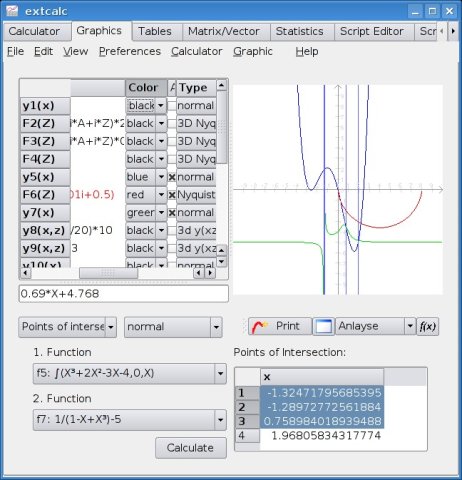 extcalc
Calculator Graphics Tables Matrix/Vector Statistics Script Editor Scr
File Edit View Preferences Calculator Graphic Help
Color A Type
y1(x) black normal
F2(Z) i*A+i*Z)*2 black 3D Nyq
F3(Z) i*A+i*Z)*0 black 3D Nyq
F4(Z) black 3D Nyq
y5(x) blue normal
F6(Z) 01i+0.5) red Nyquist
y7(x) green normal
y8(x,z) /20)*10 black 3d y(xz
y9(x,z) 3 black 3d y(xz
y10(x) black normal
0.69*X+4.768
Points of interse normal Print Anlayse f(x)
1. Function
f5: ∫(X³+2X²-3X-4,0,X)
2. Function
f7: 1/(1-X+X³)-5
Calculate
Points of Intersection:
x
1 -1.32471795685395
2 -1.28972772561884
3 0.758984018939488
4 1.96805834317774